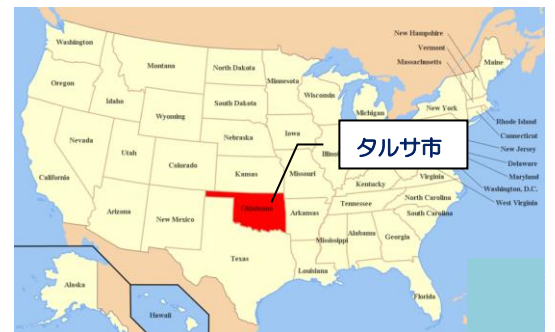 New Hampshire
Vermont
Massachusetts
Maine
Washington
Montana
North Dakota
Minnesota
Oregon
Idaho
Wyoming
South Dakota
Wisconsin
Michigan
New York
Rhode Island
Connecticut
New Jersey
Delaware
Maryland
Washington, D.C.
West Virginia
Nevada
Utah
Colorado
Nebraska
Iowa
タルサ市
California
Kansas
Missouri
Kentucky
Virginia
Arizona
New Mexico
Oklahoma
Arkansas
Tennessee
North Carolina
South Carolina
Texas
Mississippi
Alabama
Georgia
Louisiana
Florida
Alaska
Hawaii